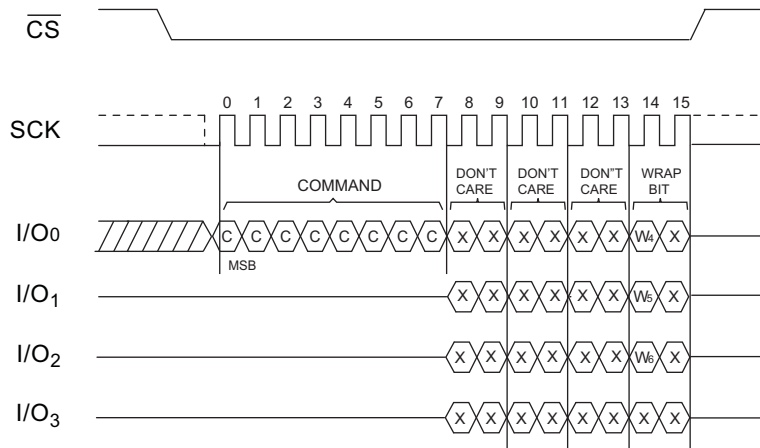 CS
0 1 2 3 4 5 6 7 8 9 10 11 12 13 14 15
SCK
COMMAND
DON'T CARE
DON'T CARE
DON"T CARE
WRAP BIT
I/O0 C C C C C C C C X X X X X X W4 X
MSB
I/O1 X X X X X X W5 X
I/O2 X X X X X X W6 X
I/O3 X X X X X X X X